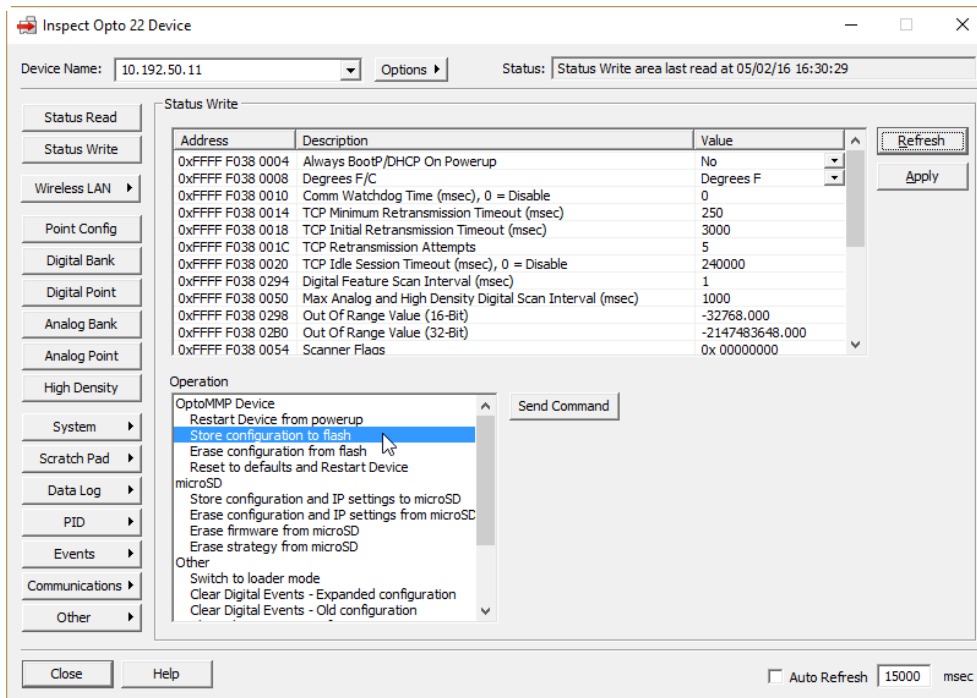 Inspect Opto 22 Device
Device Name: 10.192.50.11 Options Status: Status Write area last read at 05/02/16 16:30:29
Status Read
Status Write
Wireless LAN
Point Config
Digital Bank
Digital Point
Analog Bank
Analog Point
High Density
System
Scratch Pad
Data Log
PID
Events
Communications
Other
Status Write
Address Description Value
0xFFFF F038 0004 Always BootP/DHCP On Powerup No
0xFFFF F038 0008 Degrees F/C Degrees F
0xFFFF F038 0010 Comm Watchdog Time (msec), 0 = Disable 0
0xFFFF F038 0014 TCP Minimum Retransmission Timeout (msec) 250
0xFFFF F038 0018 TCP Initial Retransmission Timeout (msec) 3000
0xFFFF F038 001C TCP Retransmission Attempts 5
0xFFFF F038 0020 TCP Idle Session Timeout (msec), 0 = Disable 240000
0xFFFF F038 0294 Digital Feature Scan Interval (msec) 1
0xFFFF F038 0050 Max Analog and High Density Digital Scan Interval (msec) 1000
0xFFFF F038 0298 Out Of Range Value (16-Bit) -32768.000
0xFFFF F038 02B0 Out Of Range Value (32-Bit) -2147483648.000
0xFFFF F038 0054 Scanner Flags 0x 00000000
Refresh
Apply
Operation
OptoMMP Device
Restart Device from powerup
Store configuration to flash
Erase configuration from flash
Reset to defaults and Restart Device
microSD
Store configuration and IP settings to microSD
Erase configuration and IP settings from microSD
Erase firmware from microSD
Erase strategy from microSD
Other
Switch to loader mode
Clear Digital Events - Expanded configuration
Clear Digital Events - Old configuration
Send Command
Close Help Auto Refresh 15000 msec